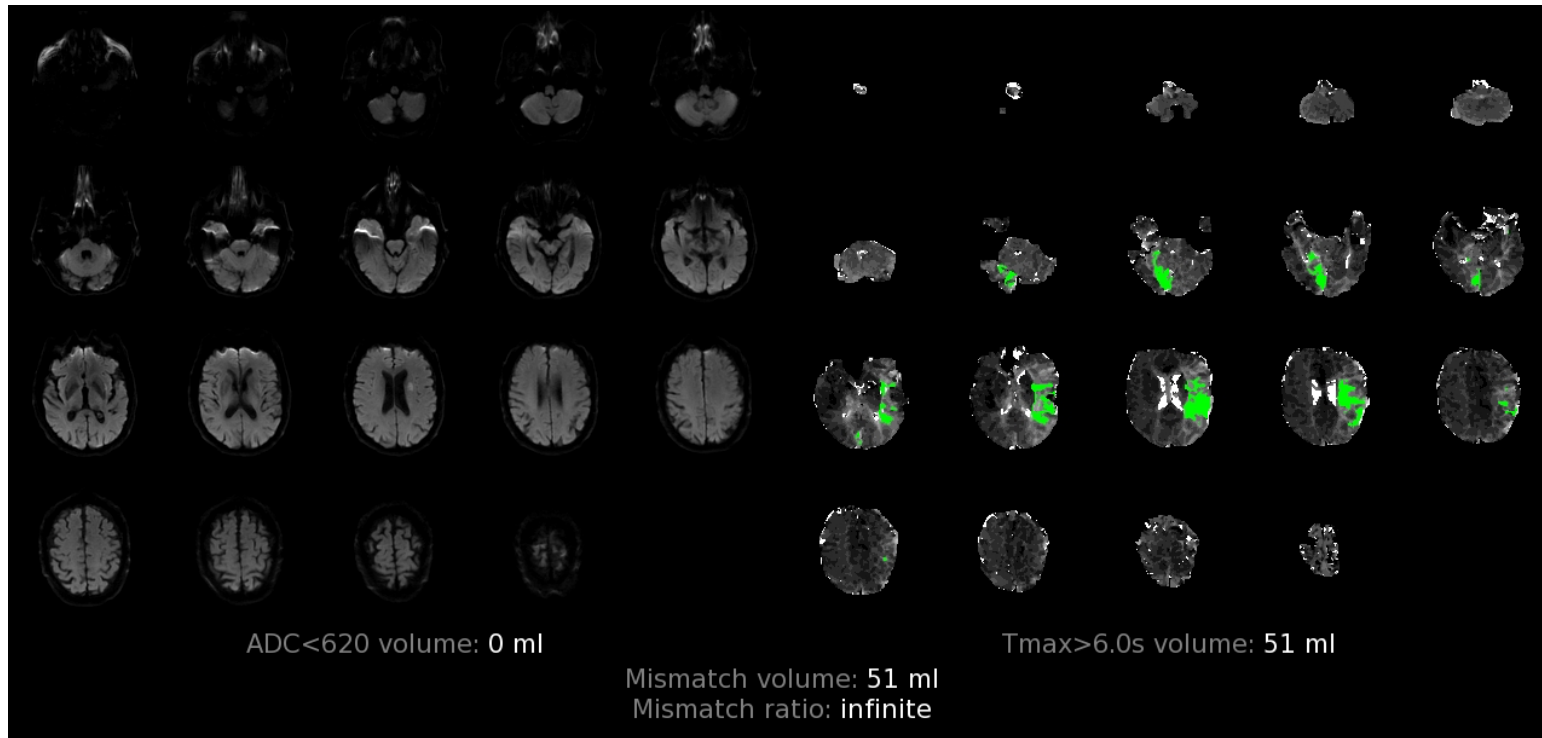 ADC<620 volume: 0 ml
Tmax>6.0s volume: 51 ml
Mismatch volume: 51 ml
Mismatch ratio: infinite